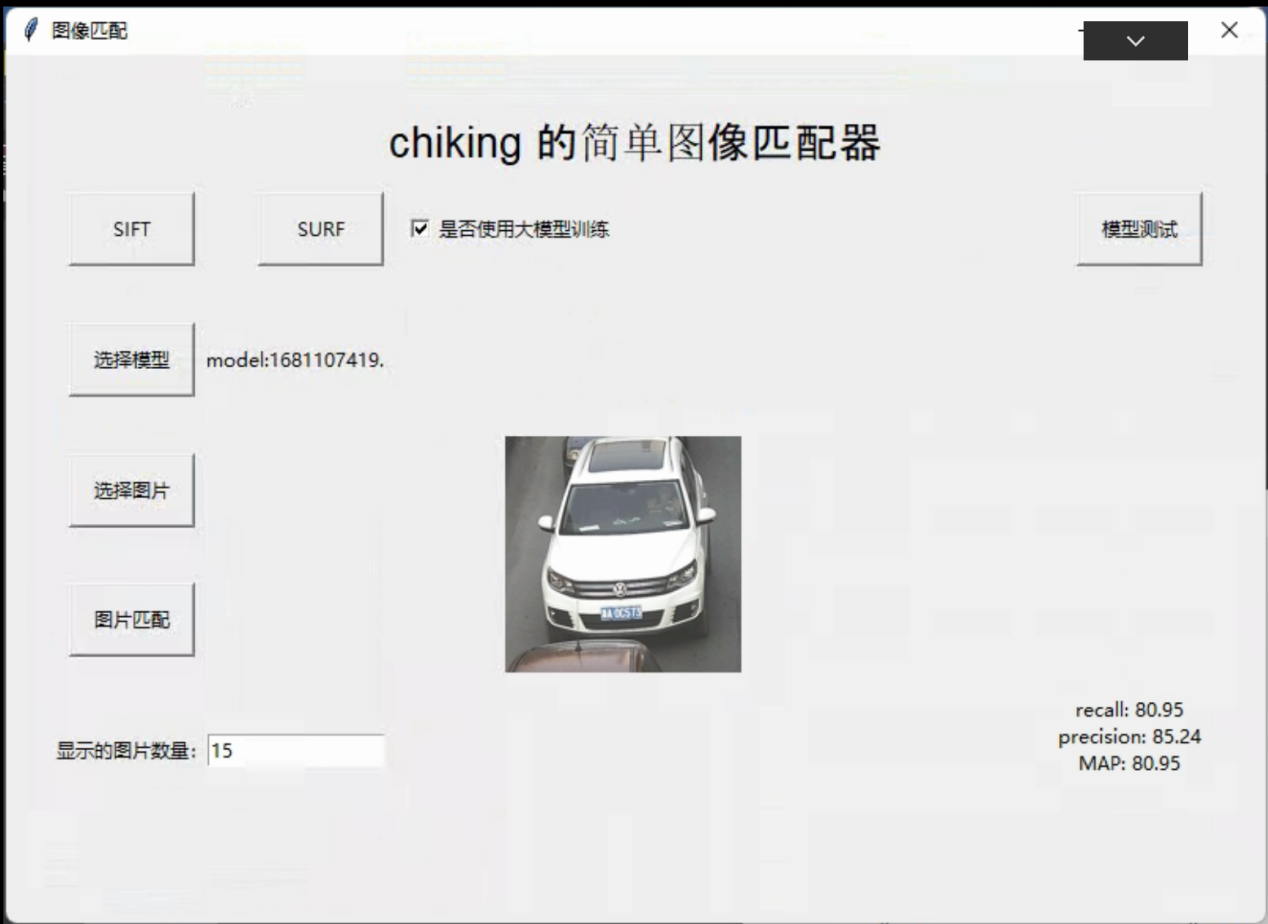 图像匹配
chiking 的简单图像匹配器
SIFT
SURF
是否使用大模型训练
模型测试
选择模型
model:1681107419.
选择图片
图片匹配
recall: 80.95
precision: 85.24
MAP: 80.95
显示的图片数量:
15